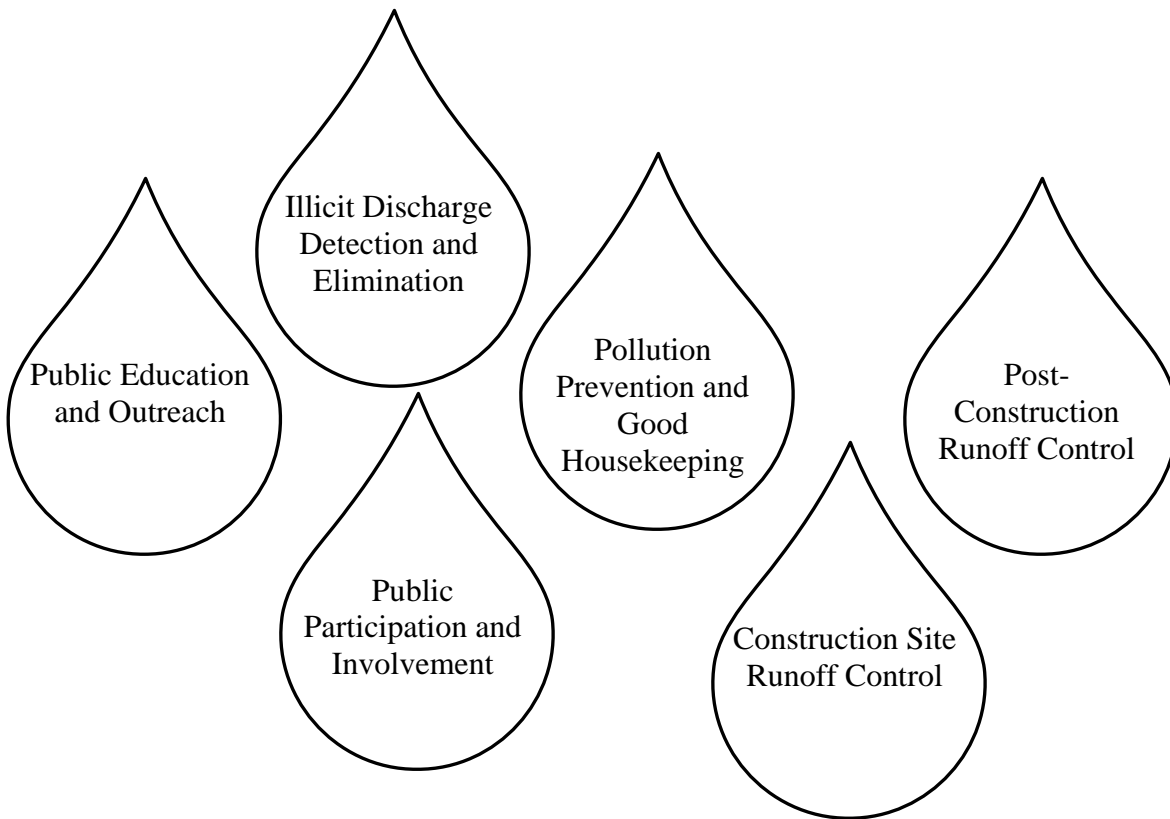 Illicit Discharge
Detection and
Elimination
Public Education
and Outreach
Pollution
Prevention and
Good
Housekeeping
Post-
Construction
Runoff Control
Public
Participation and
Involvement
Construction Site
Runoff Control